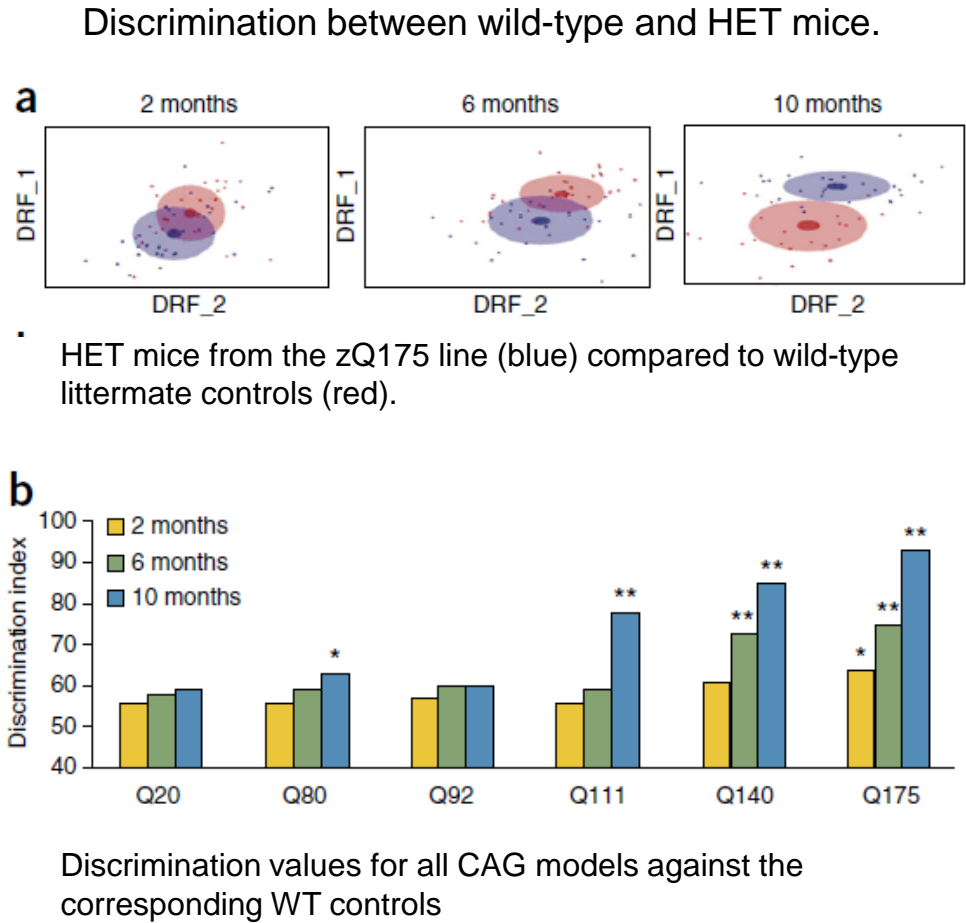 Discrimination between wild-type and HET mice.
a
2 months
6 months
10 months
DRF_1
DRF_1
DRF_1
DRF_2
DRF_2
DRF_2
HET mice from the zQ175 line (blue) compared to wild-type
littermate controls (red).
b
Discrimination index
100
90
80
70
60
50
40
2 months
6 months
10 months
*
**
**
**
*
**
**
Q20
Q80
Q92
Q111
Q140
Q175
Discrimination values for all CAG models against the
corresponding WT controls